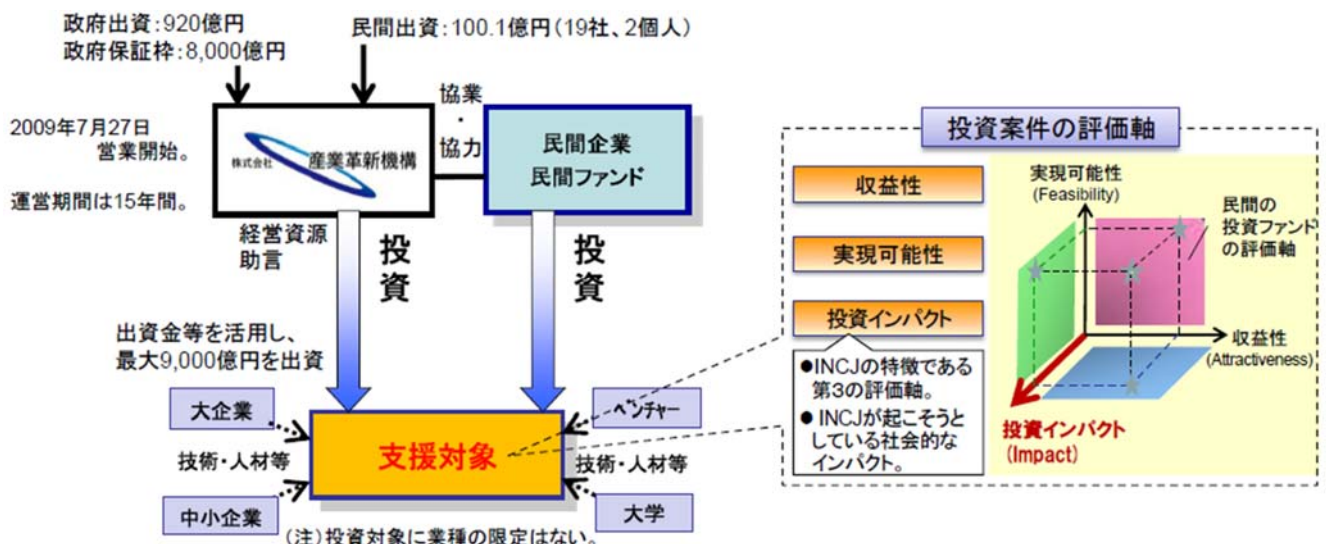 政府出資:920億円
政府保証枠:8,000億円
民間出資:100.1億円(19社、2個人)
2009年7月27日
営業開始。
運営期間は15年間。
株式会社 産業革新機構
協業
・
協力
民間企業
民間ファンド
経営資源
助言
投資
投資
出資金等を活用し、
最大9,000億円を出資
大企業
ベンチャー
技術・人材等
支援対象
技術・人材等
中小企業
大学
(注)投資対象に業種の限定はない。
投資案件の評価軸
収益性
実現可能性
投資インパクト
●INCJの特徴である
第3の評価軸。
● INCJが起こそうと
している社会的な
インパクト。
実現可能性
(Feasibility)
民間の
投資ファンド
の評価軸
収益性
(Attractiveness)
投資インパクト
(Impact)